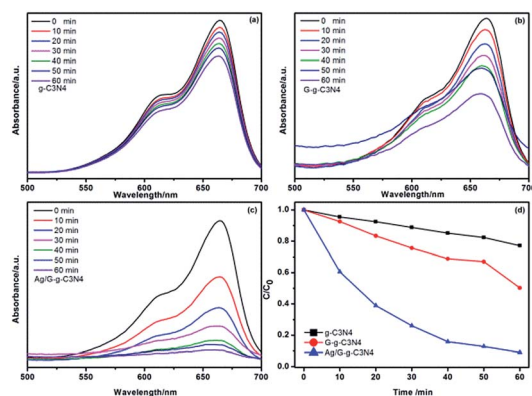 (a)
0 min
10 min
20 min
30 min
40 min
50 min
60 min
g-C3N4
Absorbance/a.u.
500 550 600 650 700
Wavelength/nm
(b)
0 min
10 min
20 min
30 min
40 min
50 min
60 min
G-g-C3N4
Absorbance/a.u.
500 550 600 650 700
Wavelength/nm
(c)
0 min
10 min
20 min
30 min
40 min
50 min
60 min
Ag/G-g-C3N4
Absorbance/a.u.
500 550 600 650 700
Wavelength/nm
(d)
1.0
0.8
0.6
0.4
0.2
0.0
C/C0
g-C3N4
G-g-C3N4
Ag/G-g-C3N4
0 10 20 30 40 50 60
Time /min